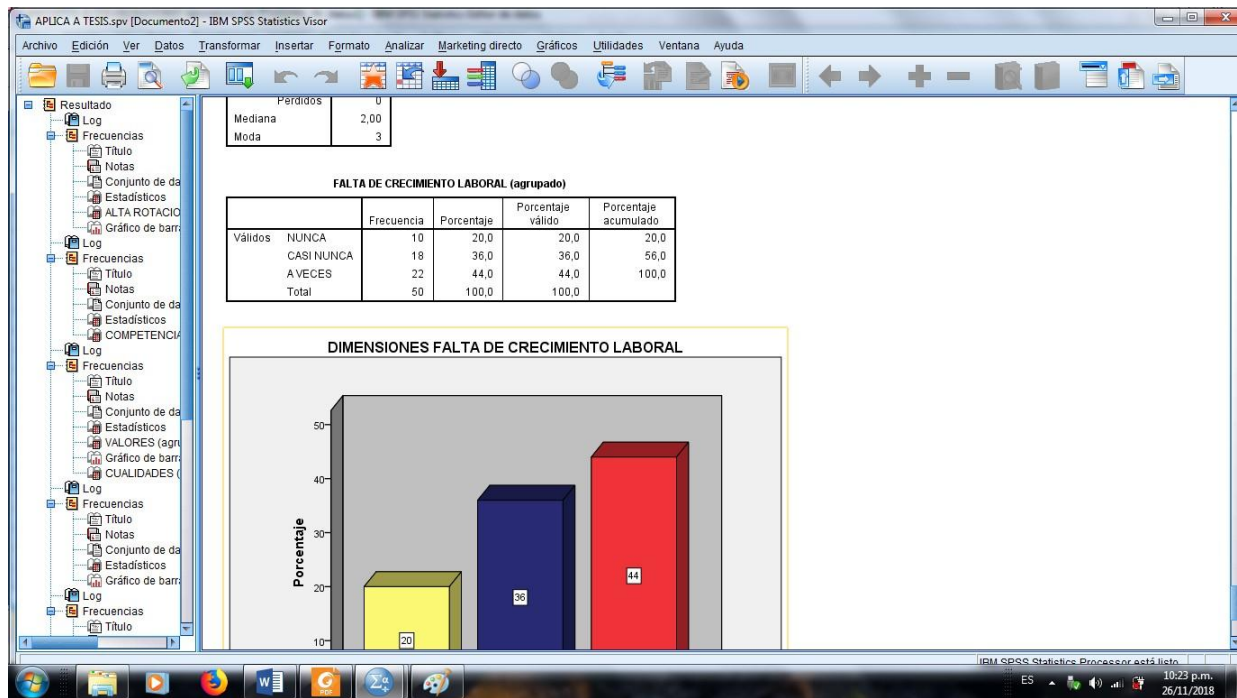 APLICA A TESIS.spv [Documento2] - IBM SPSS Statistics Visor
Archivo Edición Ver Datos Transformar Insertar Formato Analizar Marketing directo Gráficos Utilidades Ventana Ayuda
Resultado
Log
Frecuencias
Título
Notas
Conjunto de da
Estadísticos
ALTA ROTACIO
Gráfico de barr
Log
Frecuencias
Título
Notas
Conjunto de da
Estadísticos
COMPETENCIA
Log
Frecuencias
Título
Notas
Conjunto de da
Estadísticos
VALORES (agru
Gráfico de barr
CUALIDADES (
Log
Frecuencias
Título
Notas
Conjunto de da
Estadísticos
Gráfico de barr
Log
Frecuencias
Título
Perdidos 0
Mediana 2,00
Moda 3
FALTA DE CRECIMIENTO LABORAL (agrupado)
Frecuencia Porcentaje Porcentaje válido Porcentaje acumulado
Válidos NUNCA 10 20,0 20,0 20,0
CASI NUNCA 18 36,0 36,0 56,0
A VECES 22 44,0 44,0 100,0
Total 50 100,0 100,0
DIMENSIONES FALTA DE CRECIMIENTO LABORAL
Porcentaje
50
40
30
20
10
20
36
44
IBM SPSS Statistics Processor está listo
ES
10:23 p.m.
26/11/2018